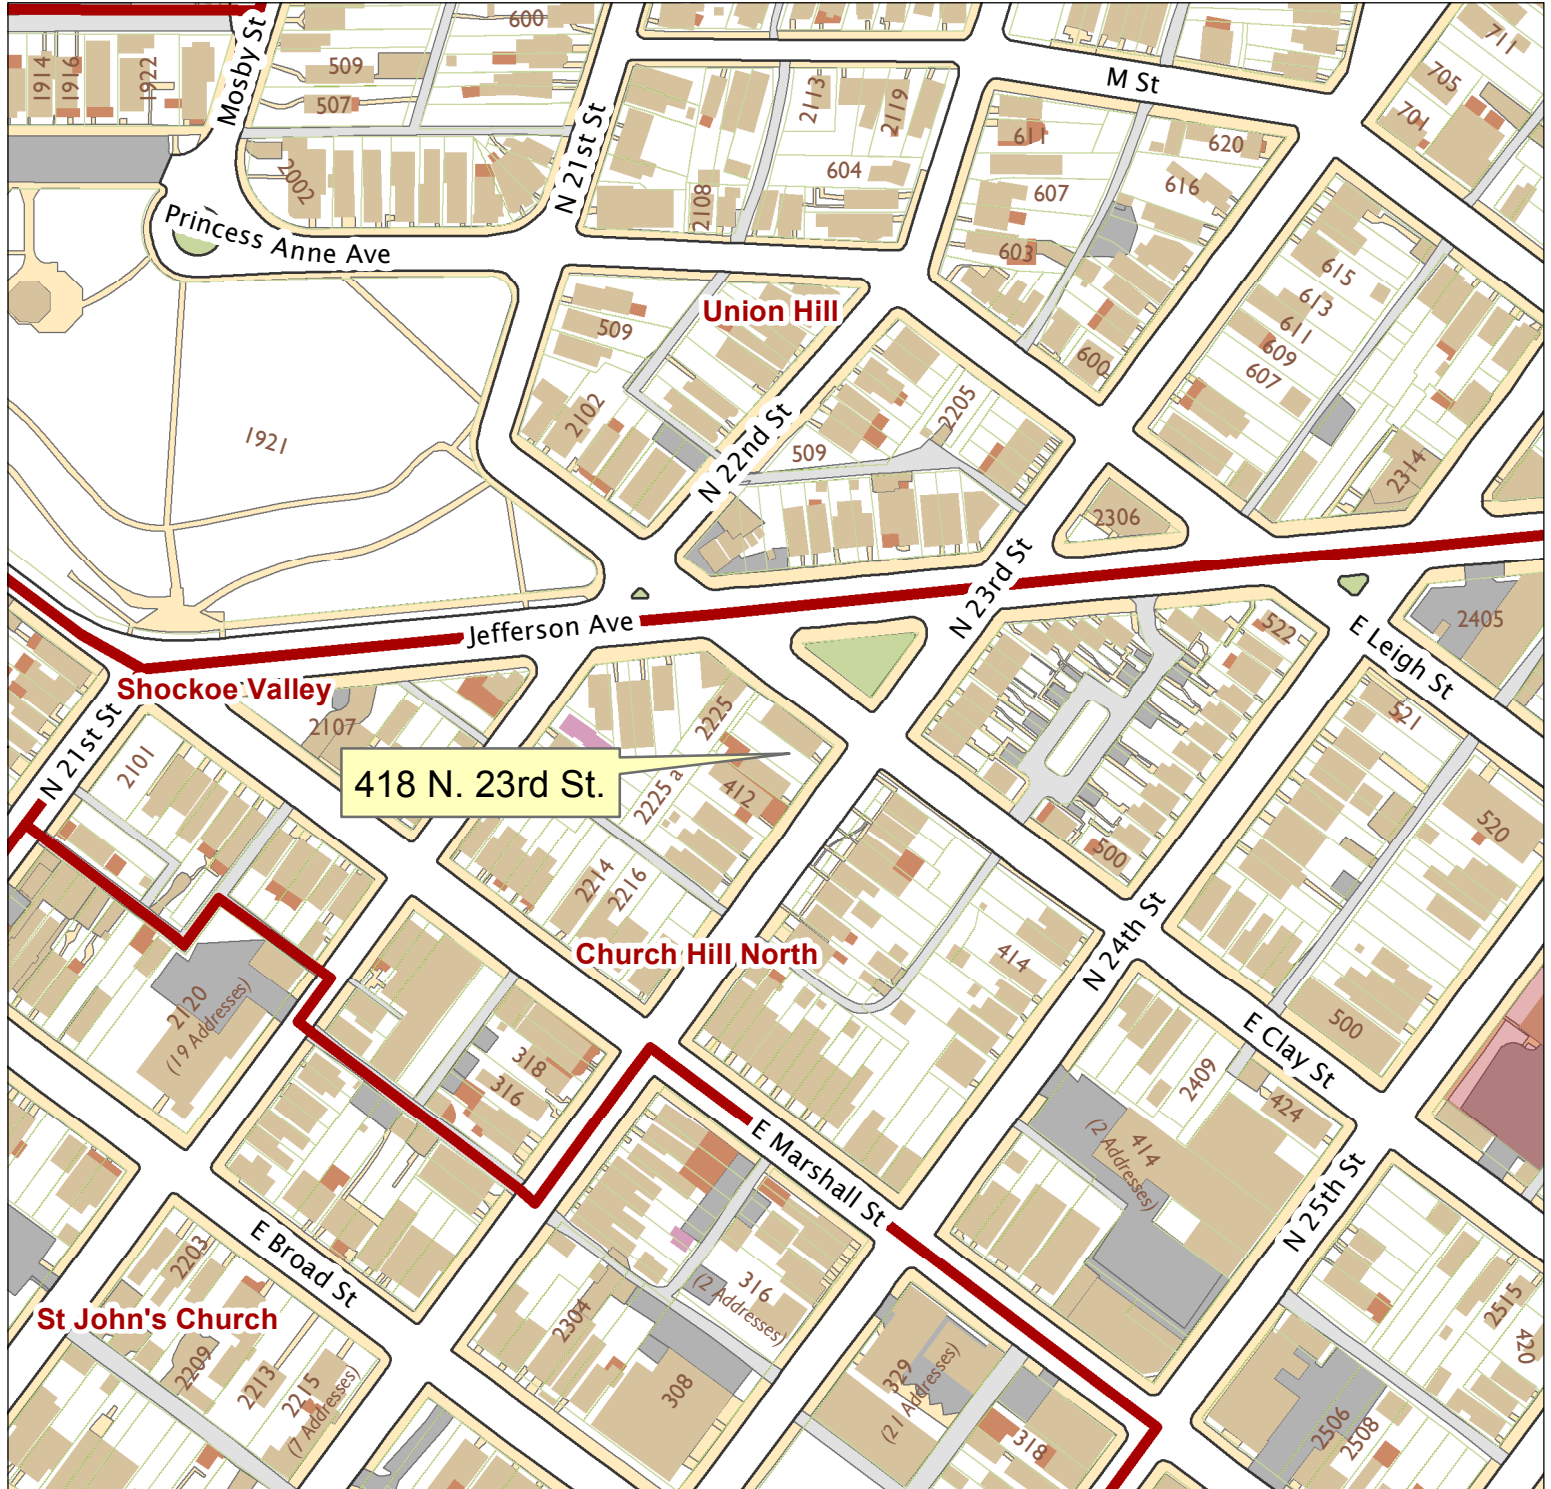 Mosby St
600
509
507
1914
1916
1922
2002
N 21st St
2113
2119
604
2108
M St
711
705
701
611
620
607
616
603
600
Princess Anne Ave
Union Hill
509
2102
1921
N 22nd St
509
2205
615
613
611
609
607
2314
2306
N 23rd St
Jefferson Ave
522
E Leigh St
2405
521
520
Shockoe Valley
N 21st St
2107
2101
2225
2225 a
418 N. 23rd St.
412
500
2214
2216
N 24th St
Church Hill North
414
500
E Clay St
2409
424
414
(2 Addresses)
2120
(19 Addresses)
318
316
E Marshall St
N 25th St
E Broad St
2203
St John's Church
2209
2213
2215
(7 Addresses)
2304
316
(2 Addresses)
308
329
(21 Addresses)
318
2515
420
2506
2508